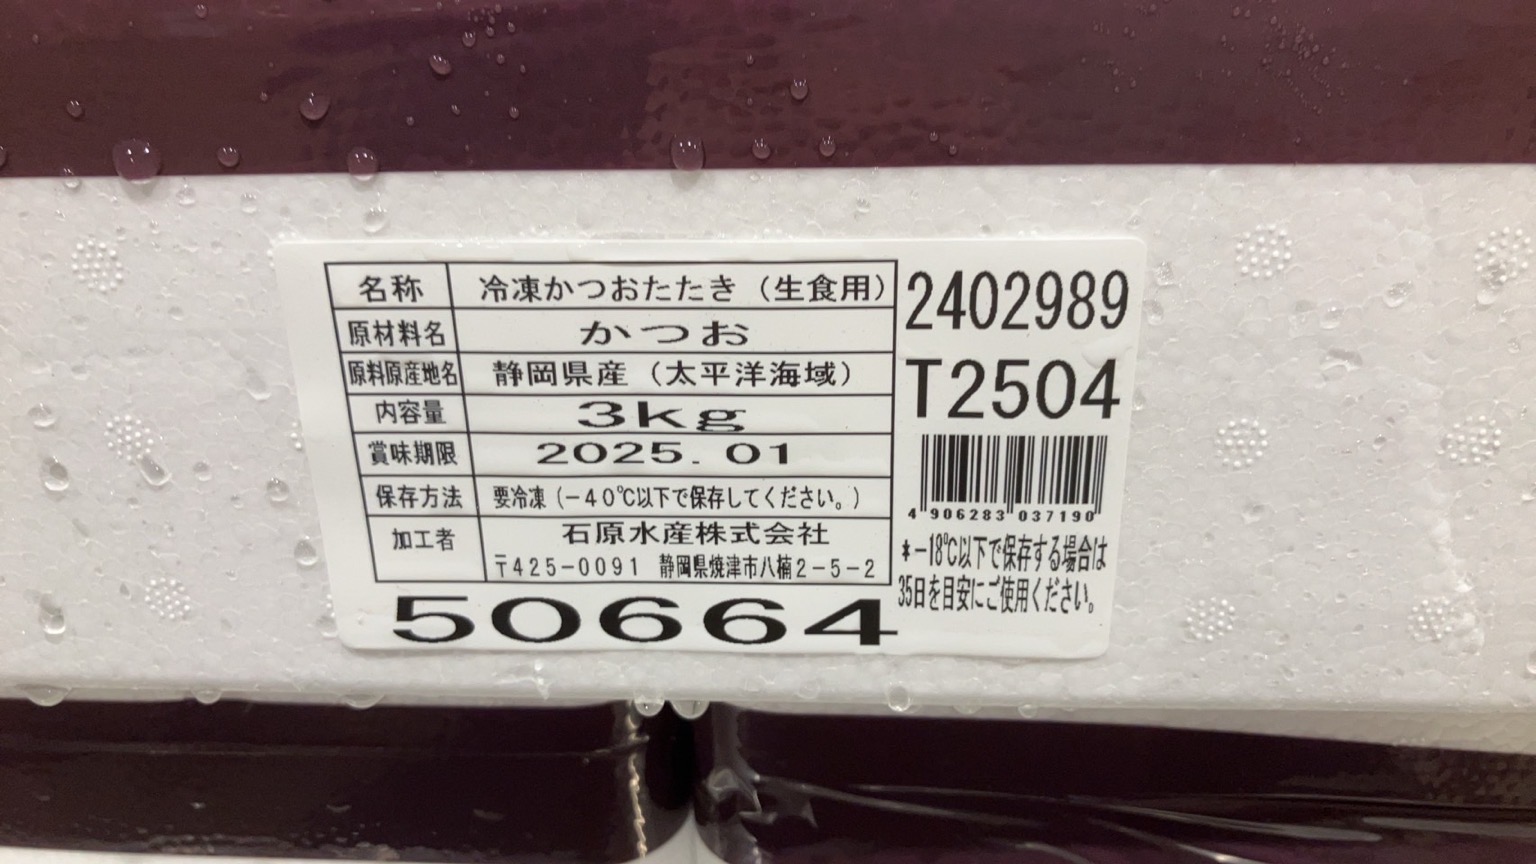 名称 冷凍かつおたたき（生食用）
原材料名 かつお
原料原産地名 静岡県産（太平洋海域）
内容量 3kg
賞味期限 2025.01
保存方法 要冷凍（－40℃以下で保存してください。）
加工者 石原水産株式会社
〒425-0091 静岡県焼津市八楠2-5-2
50664
2402989
T2504
4 906283 037190
＊－18℃以下で保存する場合は
35日を目安にご使用ください。